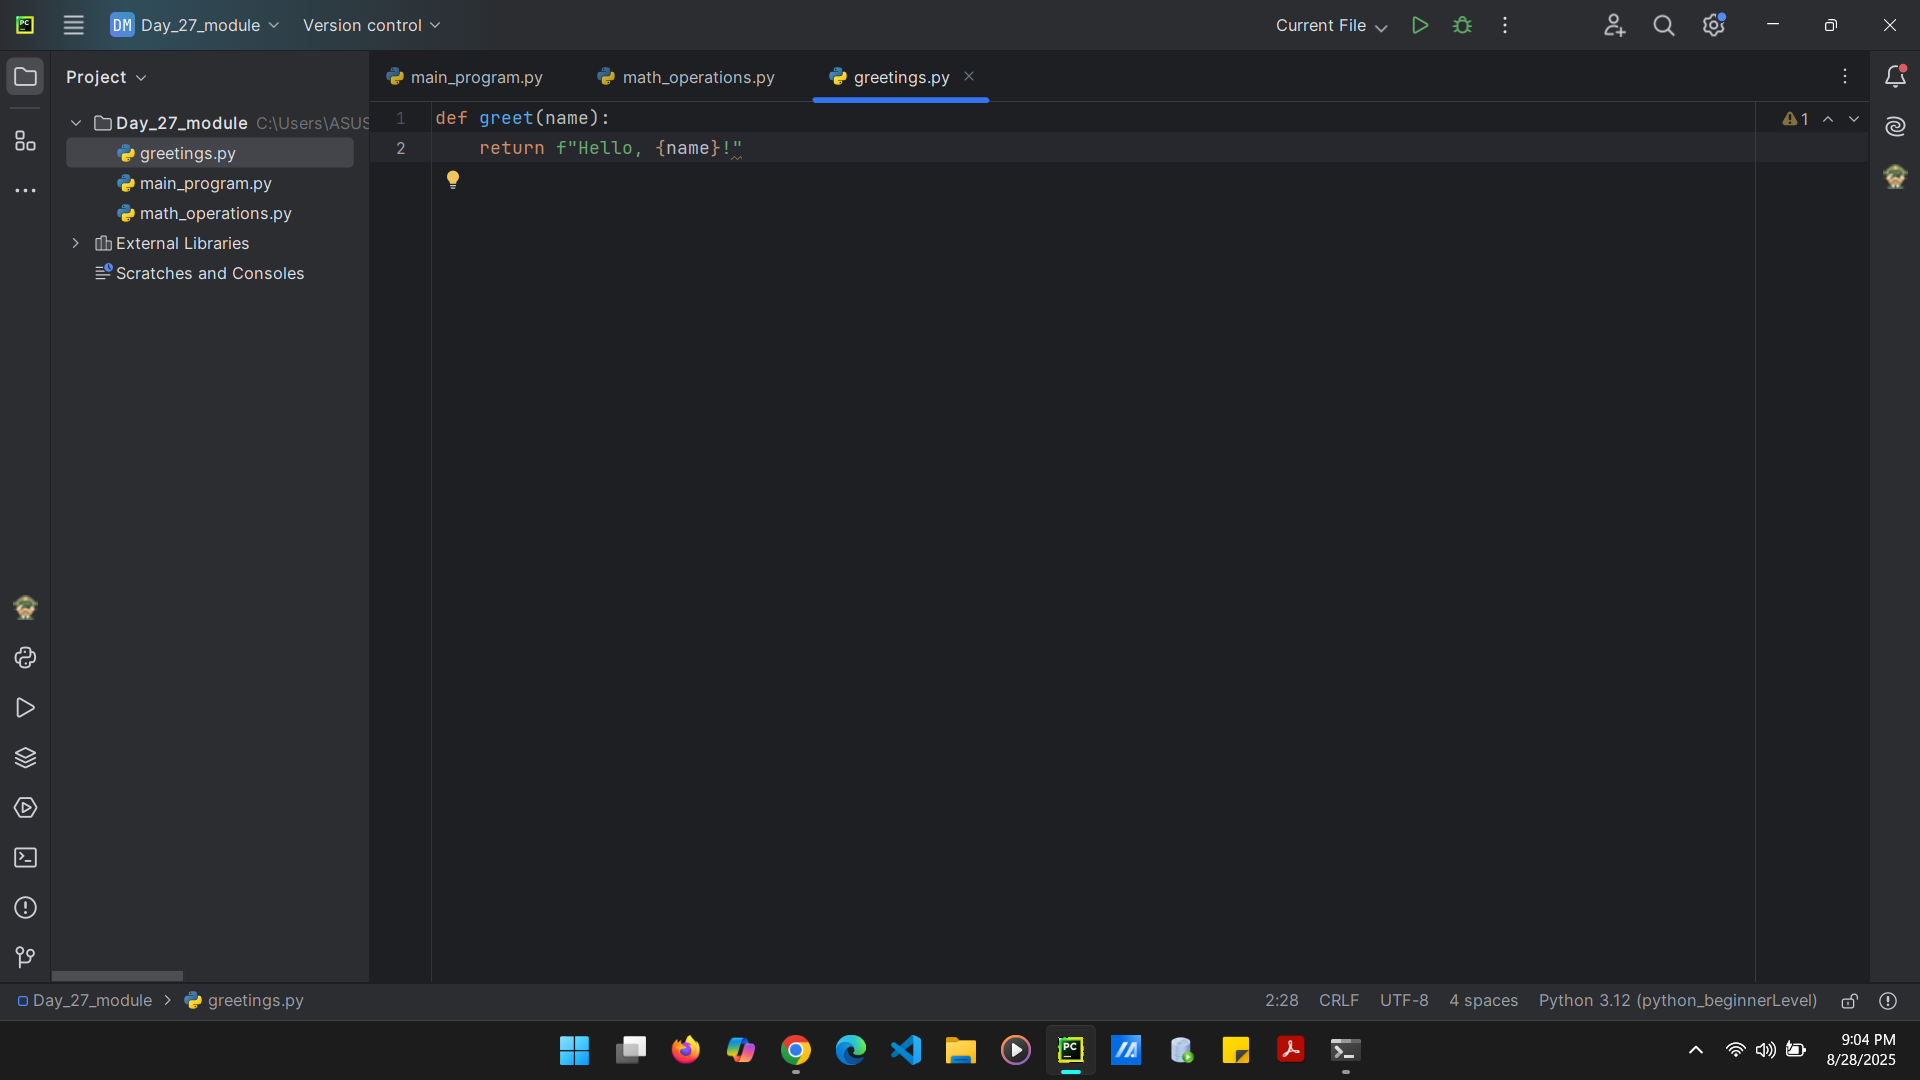 DM Day_27_module Version control Current File
Project
main_program.py math_operations.py greetings.py
Day_27_module C:\Users\ASUS
greetings.py
main_program.py
math_operations.py
External Libraries
Scratches and Consoles
1 def greet(name):
2 return f"Hello, {name}!"
1
Day_27_module > greetings.py 2:28 CRLF UTF-8 4 spaces Python 3.12 (python_beginnerLevel)
9:04 PM
8/28/2025